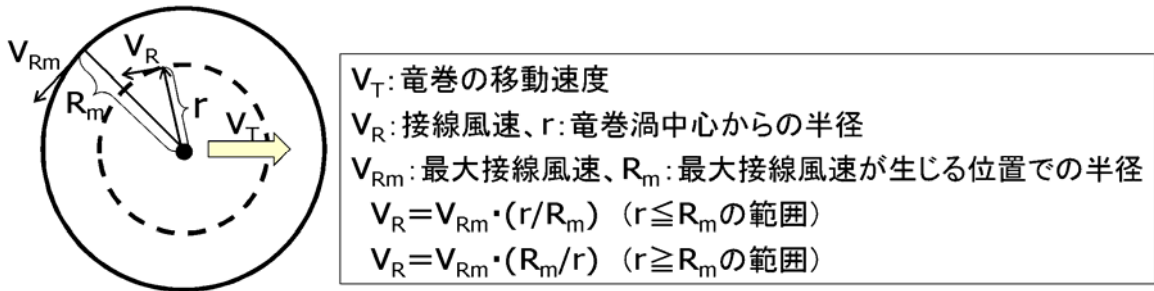 V_Rm
V_R
R_m
r
V_T
V_T：竜巻の移動速度
V_R：接線風速、r：竜巻渦中心からの半径
V_Rm：最大接線風速、R_m：最大接線風速が生じる位置での半径
V_R＝V_Rm・(r/R_m)（r≦R_mの範囲）
V_R＝V_Rm・(R_m/r)（r≧R_mの範囲）